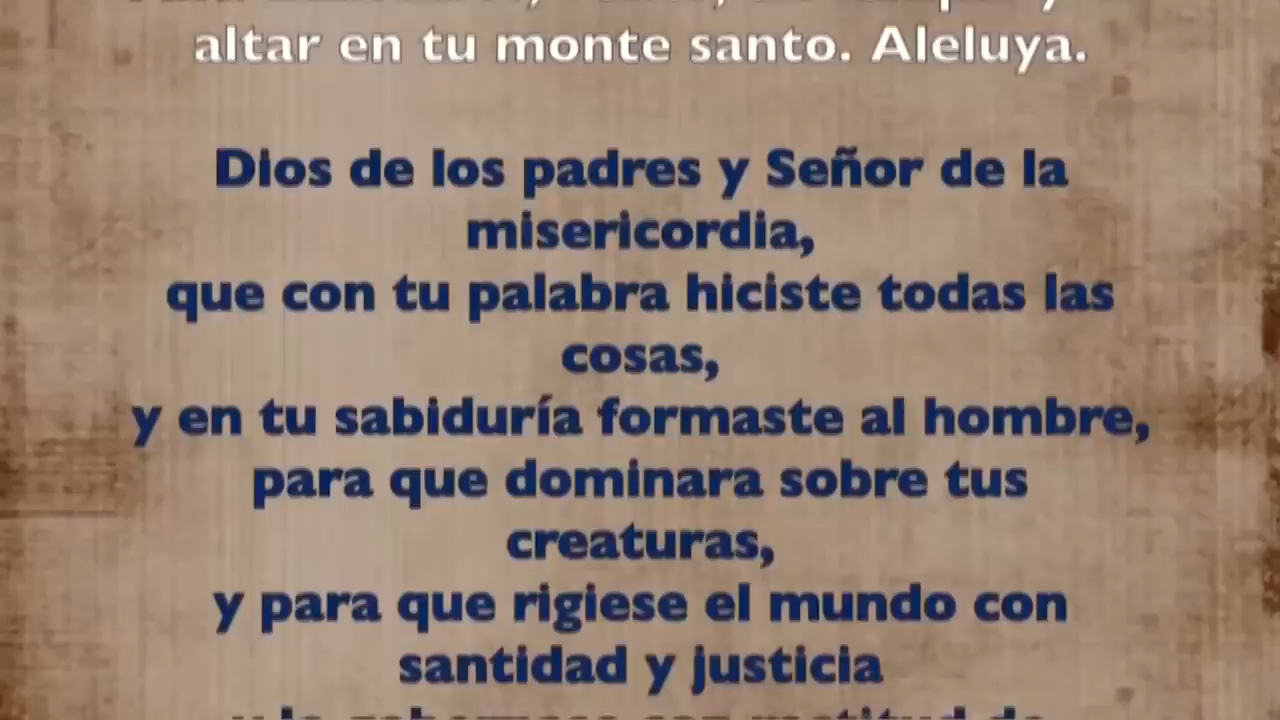 altar en tu monte santo. Aleluya.
Dios de los padres y Señor de la
misericordia,
que con tu palabra hiciste todas las
cosas,
y en tu sabiduría formaste al hombre,
para que dominara sobre tus
creaturas,
y para que rigiese el mundo con
santidad y justicia